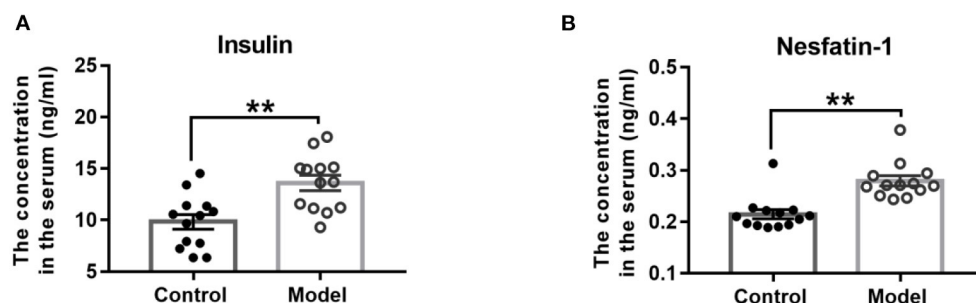 A
Insulin
The concentration
in the serum (ng/ml)
25
20
15
10
5
**
Control
Model
B
Nesfatin-1
The concentration
in the serum (ng/ml)
0.5
0.4
0.3
0.2
0.1
**
Control
Model